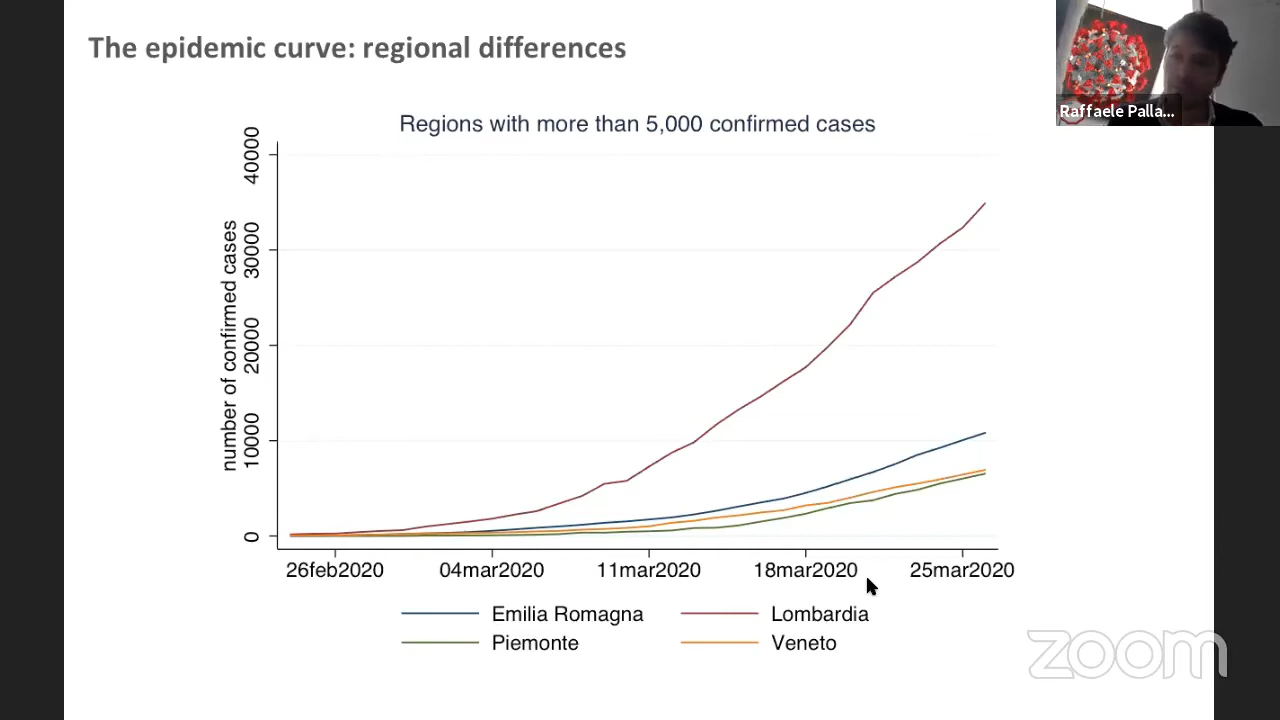 The epidemic curve: regional differences
Raffaele Palla...
Regions with more than 5,000 confirmed cases
number of confirmed cases
40000
30000
20000
10000
0
26feb2020
04mar2020
11mar2020
18mar2020
25mar2020
Emilia Romagna
Lombardia
Piemonte
Veneto
zoom